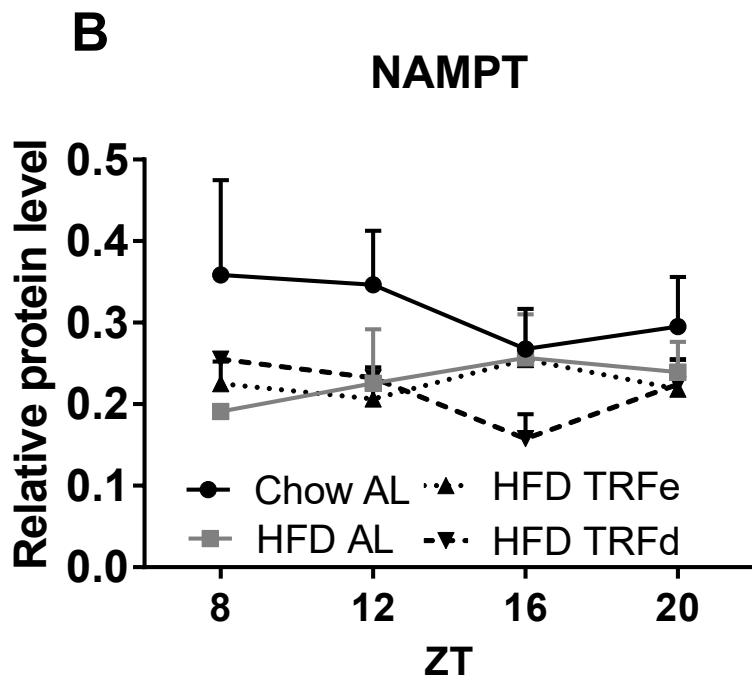 B
NAMPT
Relative protein level
0.5
0.4
0.3
0.2
0.1
0.0
Chow AL
HFD TRFe
HFD AL
HFD TRFd
8 12 16 20
ZT